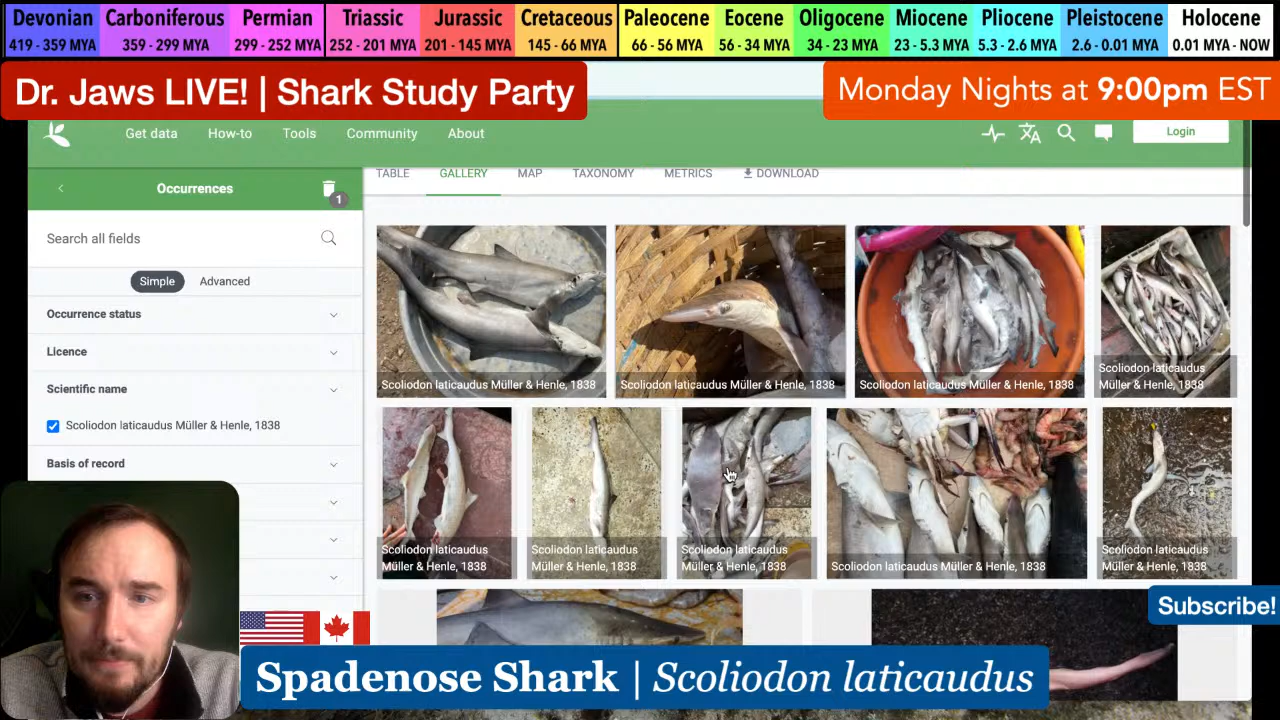 Devonian Carboniferous Permian Triassic Jurassic Cretaceous Paleocene Eocene Oligocene Miocene Pliocene Pleistocene Holocene
419 - 359 MYA 359 - 299 MYA 299 - 252 MYA 252 - 201 MYA 201 - 145 MYA 145 - 66 MYA 66 - 56 MYA 56 - 34 MYA 34 - 23 MYA 23 - 5.3 MYA 5.3 - 2.6 MYA 2.6 - 0.01 MYA 0.01 MYA - NOW
Dr. Jaws LIVE! | Shark Study Party
Monday Nights at 9:00pm EST
Get data How-to Tools Community About
Login
Occurrences
1
TABLE GALLERY MAP TAXONOMY METRICS DOWNLOAD
Search all fields
Simple Advanced
Occurrence status
Licence
Scientific name
Scoliodon laticaudus Müller & Henle, 1838
Basis of record
Scoliodon laticaudus Müller & Henle, 1838
Scoliodon laticaudus Müller & Henle, 1838
Scoliodon laticaudus Müller & Henle, 1838
Scoliodon laticaudus
Müller & Henle, 1838
Scoliodon laticaudus
Müller & Henle, 1838
Scoliodon laticaudus
Müller & Henle, 1838
Scoliodon laticaudus
Müller & Henle, 1838
Scoliodon laticaudus Müller & Henle, 1838
Scoliodon laticaudus
Müller & Henle, 1838
Subscribe!
Spadenose Shark | Scoliodon laticaudus